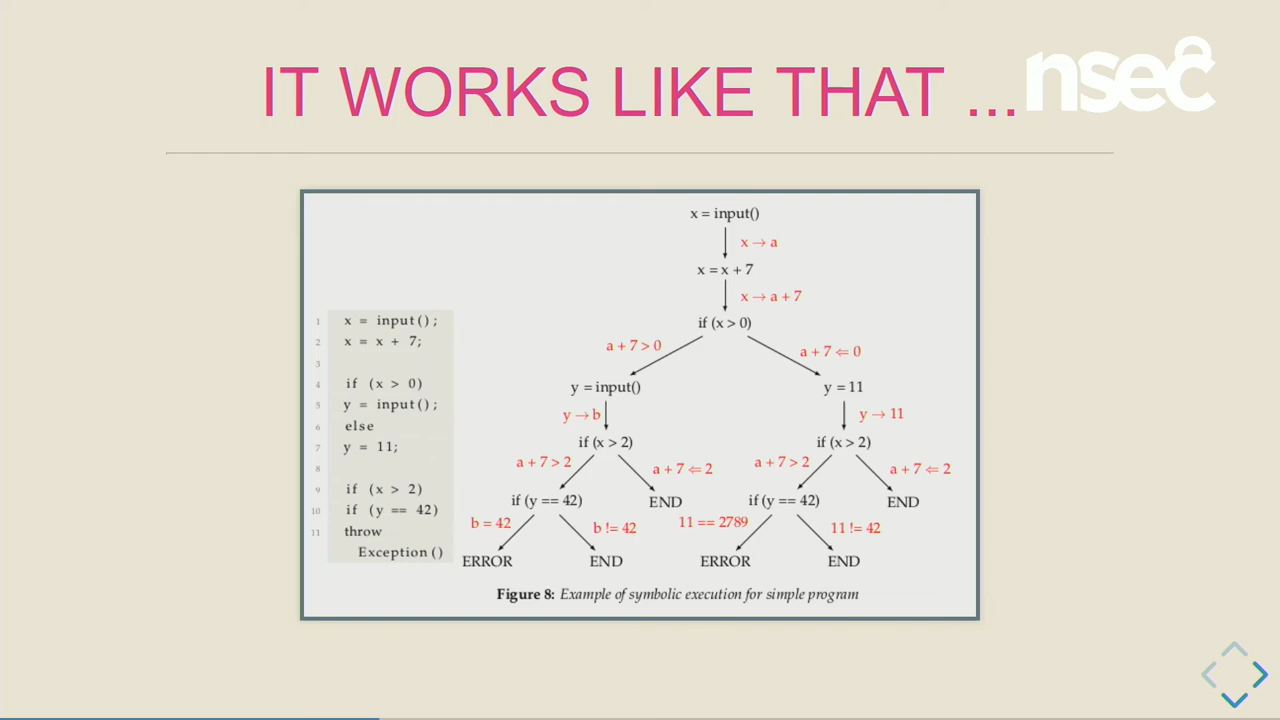 IT WORKS LIKE THAT ...
nsec
x = input()
x → a
x = x + 7
x → a + 7
if (x > 0)
a + 7 > 0
a + 7 ⇐ 0
y = input()
y = 11
y → b
y → 11
if (x > 2)
if (x > 2)
a + 7 > 2
a + 7 ⇐ 2
a + 7 > 2
a + 7 ⇐ 2
if (y == 42)
END
if (y == 42)
END
b = 42
b != 42
11 == 2789
11 != 42
ERROR
END
ERROR
END
1 x = input();
2 x = x + 7;
3
4 if (x > 0)
5 y = input();
6 else
7 y = 11;
8
9 if (x > 2)
10 if (y == 42)
11 throw
Exception()
Figure 8: Example of symbolic execution for simple program